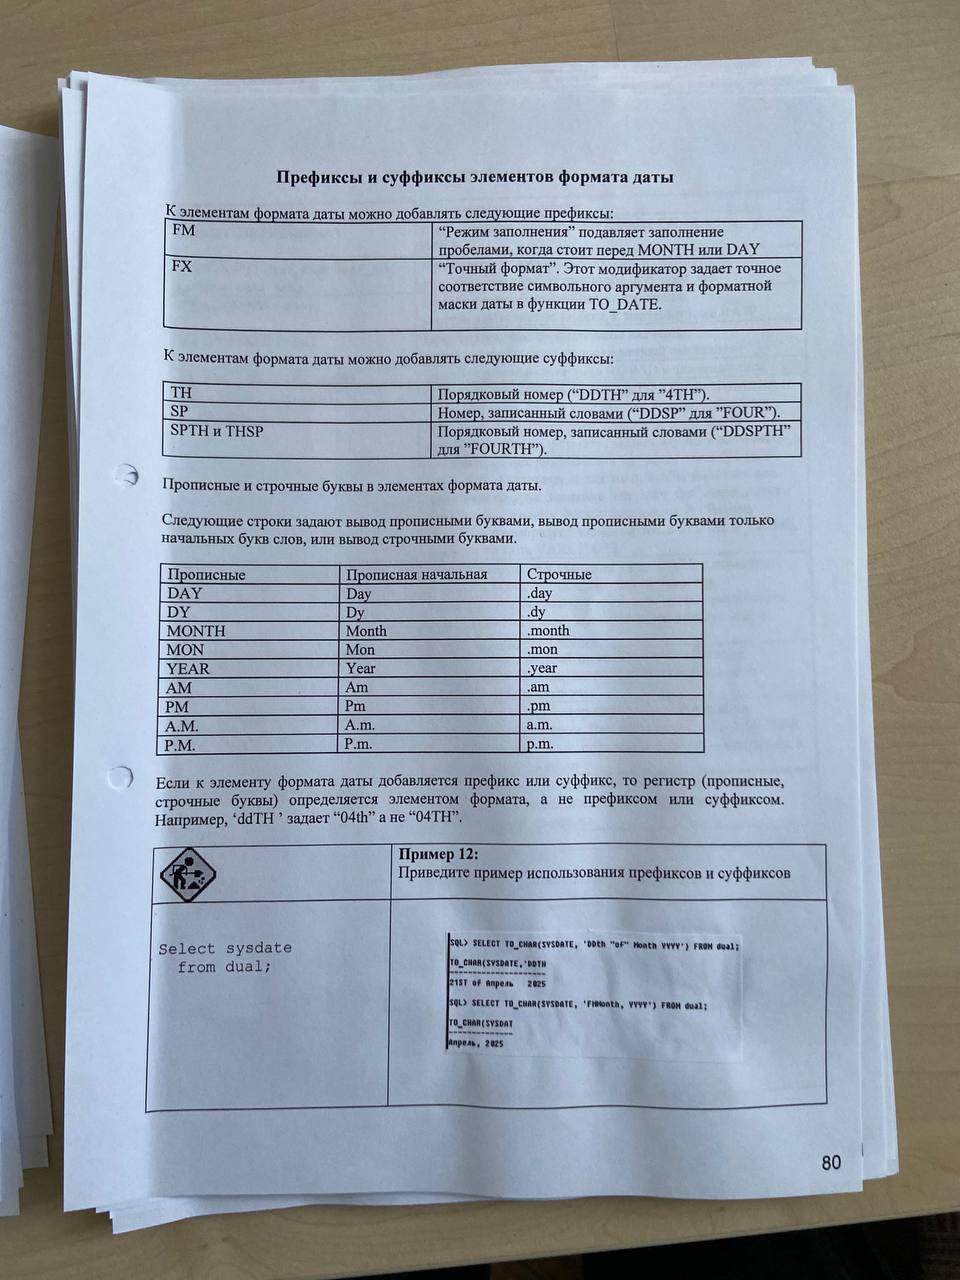 Префиксы и суффиксы элементов формата даты
К элементам формата даты можно добавлять следующие префиксы:
FM
“Режим заполнения” подавляет заполнение
пробелами, когда стоит перед MONTH или DAY
FX
“Точный формат”. Этот модификатор задает точное
соответствие символьного аргумента и форматной
маски даты в функции TO_DATE.
К элементам формата даты можно добавлять следующие суффиксы:
TH
Порядковый номер (“DDTH” для ”4TH”).
SP
Номер, записанный словами (“DDSP” для ”FOUR”).
SPTH и THSP
Порядковый номер, записанный словами (“DDSPTH”
для ”FOURTH”).
Прописные и строчные буквы в элементах формата даты.
Следующие строки задают вывод прописными буквами, вывод прописными буквами только
начальных букв слов, или вывод строчными буквами.
Прописные Прописная начальная Строчные
DAY Day .day
DY Dy .dy
MONTH Month .month
MON Mon .mon
YEAR Year .year
AM Am .am
PM Pm .pm
A.M. A.m. a.m.
P.M. P.m. p.m.
Если к элементу формата даты добавляется префикс или суффикс, то регистр (прописные,
строчные буквы) определяется элементом формата, а не префиксом или суффиксом.
Например, ‘ddTH ’ задает “04th” а не “04TH”.
Пример 12:
Приведите пример использования префиксов и суффиксов
Select sysdate
from dual;
SQL> SELECT TO_CHAR(SYSDATE, 'DDth "of" Month YYYY') FROM dual;
TO_CHAR(SYSDATE,'DDTH
---------------------
21ST of Апрель   2025
SQL> SELECT TO_CHAR(SYSDATE, 'FMMonth, YYYY') FROM dual;
TO_CHAR(SYSDAT
--------------
Апрель, 2025
80